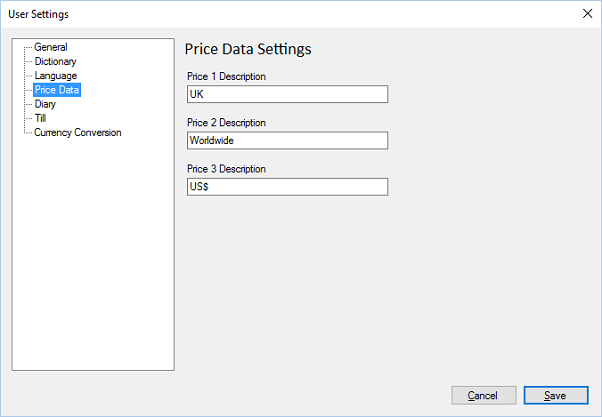 User Settings
General
Dictionary
Language
Price Data
Diary
Till
Currency Conversion
Price Data Settings
Price 1 Description
UK
Price 2 Description
Worldwide
Price 3 Description
US$
Cancel
Save